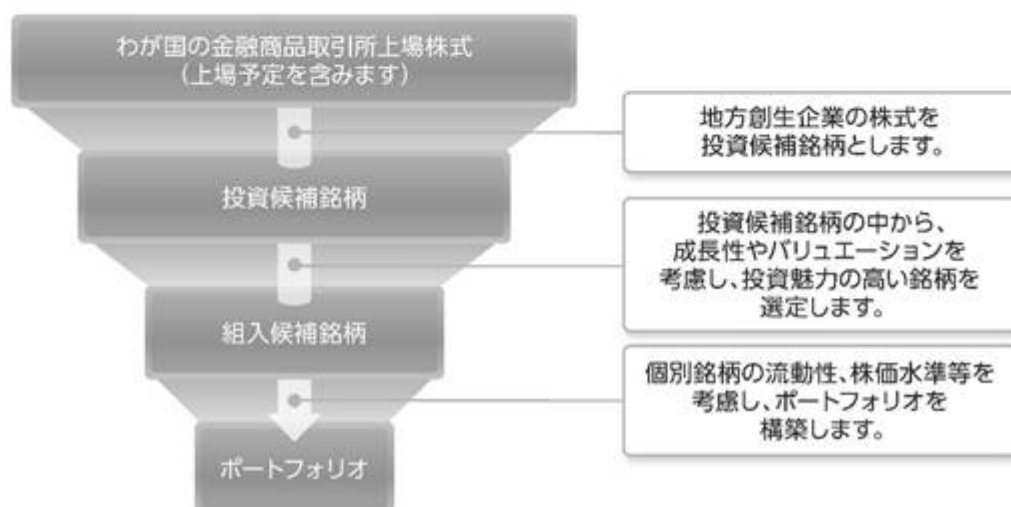 わが国の金融商品取引所上場株式
(上場予定を含みます)
地方創生企業の株式を
投資候補銘柄とします。
投資候補銘柄
投資候補銘柄の中から、
成長性やバリュエーションを
考慮し、投資魅力の高い銘柄を
選定します。
組入候補銘柄
個別銘柄の流動性、株価水準等を
考慮し、ポートフォリオを
構築します。
ポートフォリオ